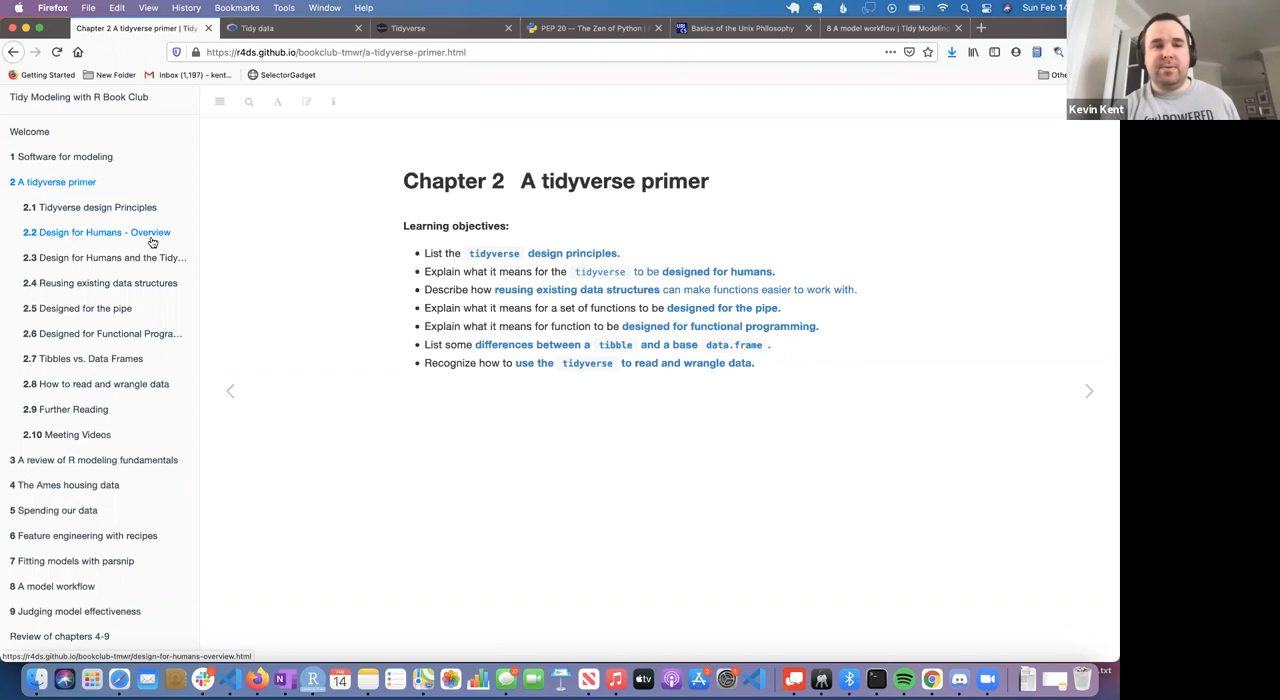 Firefox File Edit View History Bookmarks Tools Window Help
Sun Feb 14
Chapter 2 A tidyverse primer | Tidy
Tidy data
Tidyverse
PEP 20 -- The Zen of Python |
Basics of the Unix Philosophy
8 A model workflow | Tidy Modeling
https://r4ds.github.io/bookclub-tmwr/a-tidyverse-primer.html
Getting Started
New Folder
Inbox (1,197) - kent...
SelectorGadget
Kevin Kent
Tidy Modeling with R Book Club
Welcome
1 Software for modeling
2 A tidyverse primer
2.1 Tidyverse design Principles
2.2 Design for Humans - Overview
2.3 Design for Humans and the Tidy...
2.4 Reusing existing data structures
2.5 Designed for the pipe
2.6 Designed for Functional Progra...
2.7 Tibbles vs. Data Frames
2.8 How to read and wrangle data
2.9 Further Reading
2.10 Meeting Videos
3 A review of R modeling fundamentals
4 The Ames housing data
5 Spending our data
6 Feature engineering with recipes
7 Fitting models with parsnip
8 A model workflow
9 Judging model effectiveness
Review of chapters 4-9
https://r4ds.github.io/bookclub-tmwr/design-for-humans-overview.html
Chapter 2 A tidyverse primer
Learning objectives:
• List the tidyverse design principles.
• Explain what it means for the tidyverse to be designed for humans.
• Describe how reusing existing data structures can make functions easier to work with.
• Explain what it means for a set of functions to be designed for the pipe.
• Explain what it means for function to be designed for functional programming.
• List some differences between a tibble and a base data.frame .
• Recognize how to use the tidyverse to read and wrangle data.
.txt